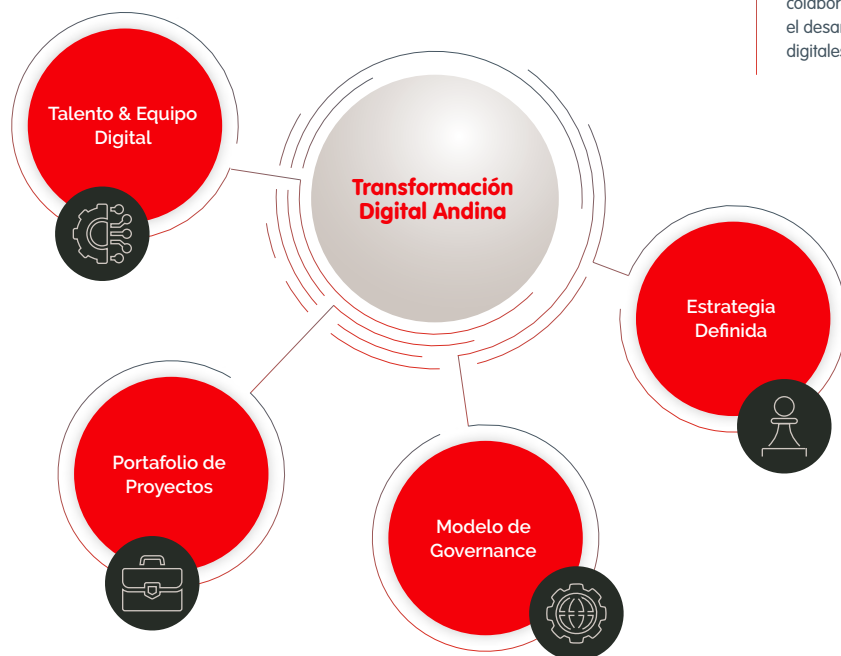 el desar
digitales
Talento & Equipo
Digital
Transformación
Digital Andina
Estrategia
Definida
Portafolio de
Proyectos
Modelo de
Governance